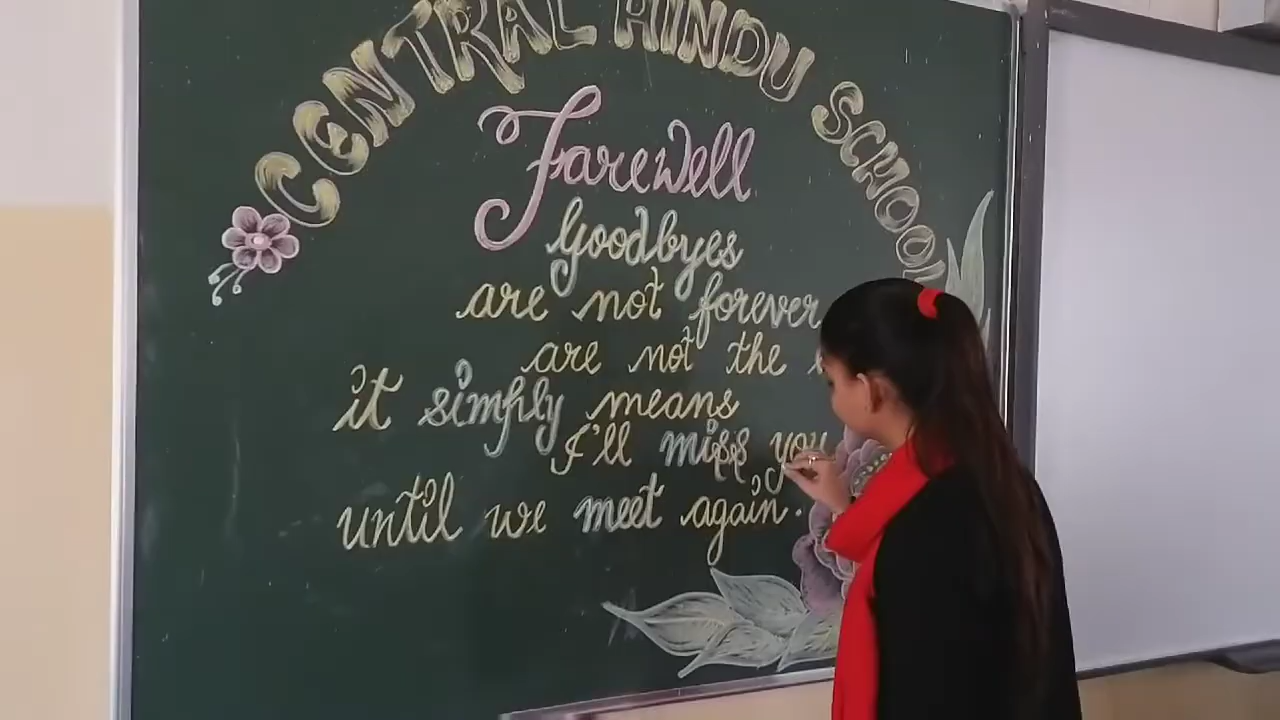 CENTRAL HINDU SCHOOL
Farewell
Goodbyes
are not forever
are not the
it simply means
I'll miss you
until we meet again.